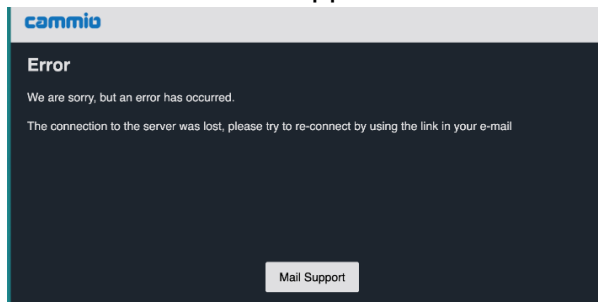 cammio
Error
We are sorry, but an error has occurred.
The connection to the server was lost, please try to re-connect by using the link in your e-mail
Mail Support